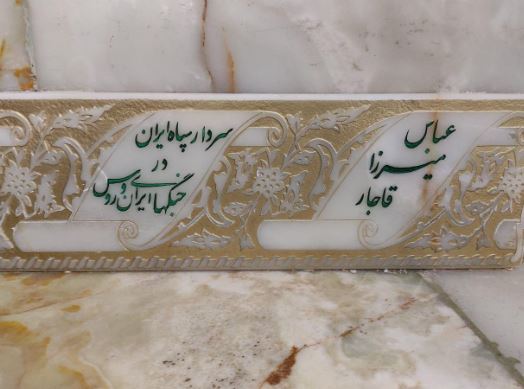 عباس
میرزا
قاجار
سردار سپاه ایران
در
جنگهای ایران و روس